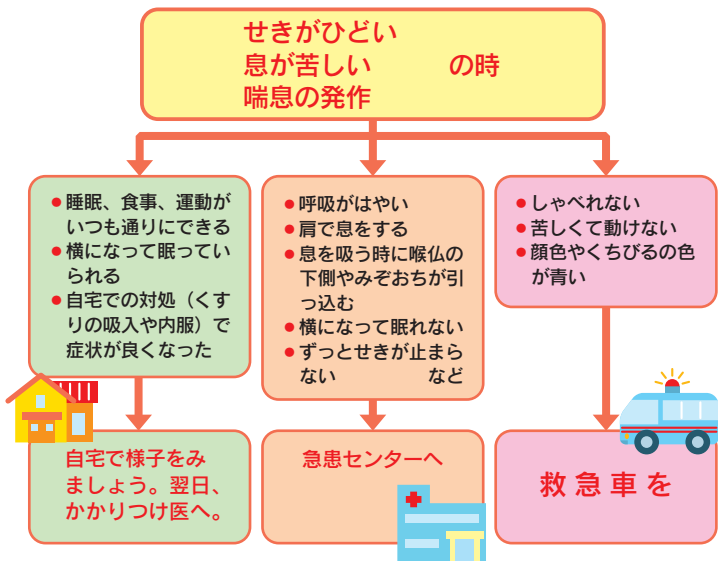 せきがひどい
息が苦しい の時
喘息の発作
●睡眠、食事、運動が
いつも通りにできる
●横になって眠ってい
られる
●自宅での対処(くす
りの吸入や内服)で
症状が良くなった
●呼吸がはやい
●肩で息をする
●息を吸う時に喉仏の
下側やみぞおちが引
っ込む
●横になって眠れない
●ずっとせきが止まら
ない など
●しゃべれない
●苦しくて動けない
●顔色やくちびるの色
が青い
自宅で様子をみ
ましょう。翌日、
かかりつけ医へ。
急患センターへ
救急車を